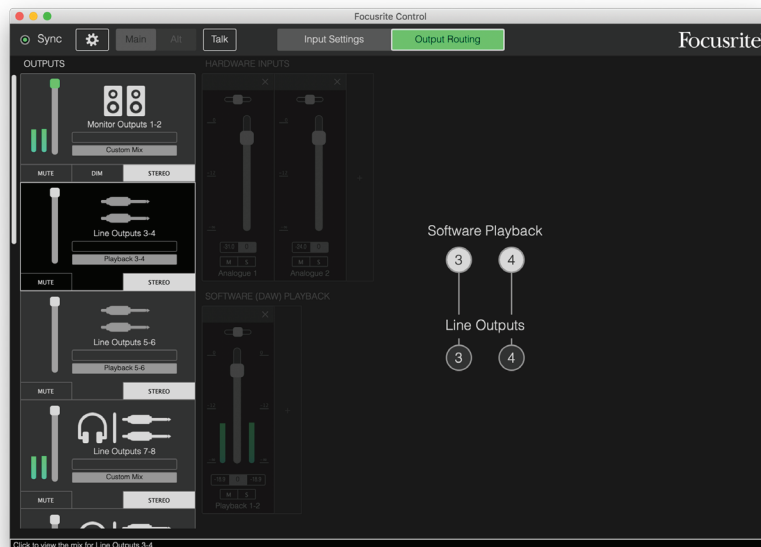 Focusrite Control
Sync
Main
Alt
Talk
Input Settings
Output Routing
Focusrite
OUTPUTS
Monitor Outputs 1-2
Custom Mix
MUTE
DIM
STEREO
Line Outputs 3-4
Playback 3-4
MUTE
STEREO
Line Outputs 5-6
Playback 5-6
MUTE
STEREO
Line Outputs 7-8
Custom Mix
MUTE
STEREO
HARDWARE INPUTS
M S
Analogue 1
M S
Analogue 2
SOFTWARE (DAW) PLAYBACK
M S
Playback 1-2
Software Playback
3 4
Line Outputs
3 4
Click to view the mix for Line Outputs 3-4